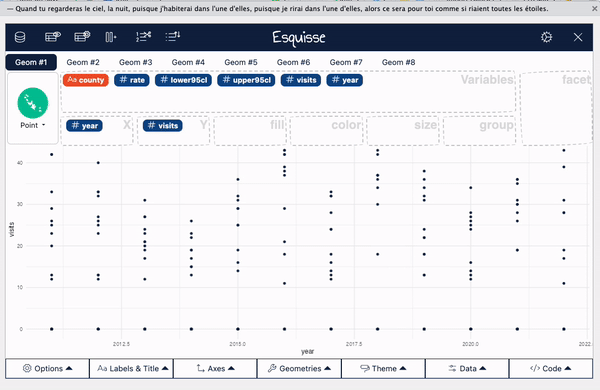 — Quand tu regarderas le ciel, la nuit, puisque j'habiterai dans l'une d'elles, puisque je rirai dans l'une d'elles, alors ce sera pour toi comme si riaient toutes les étoiles.
Esquisse
Geom #1 Geom #2 Geom #3 Geom #4 Geom #5 Geom #6 Geom #7 Geom #8
Aa county # rate # lower95cl # upper95cl # visits # year Variables facet
Point
# year X # visits Y fill color size group
40
30
20
10
0
visits
2012.5 2015.0 2017.5 2020.0 2022.
year
Options Aa Labels & Title Axes Geometries Theme Data </> Code